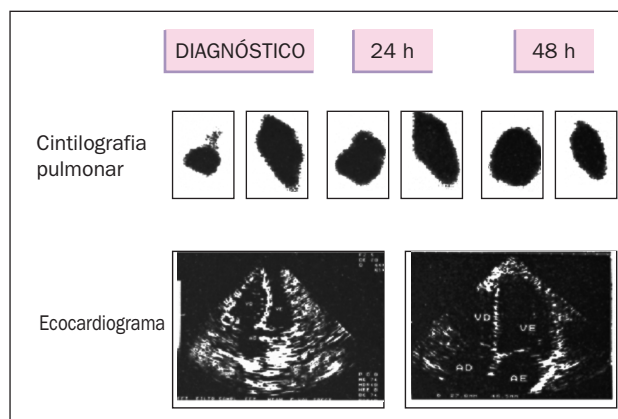 DIAGNÓSTICO 24 h 48 h
Cintilografia
pulmonar
Ecocardiograma
VD VE
AD AE